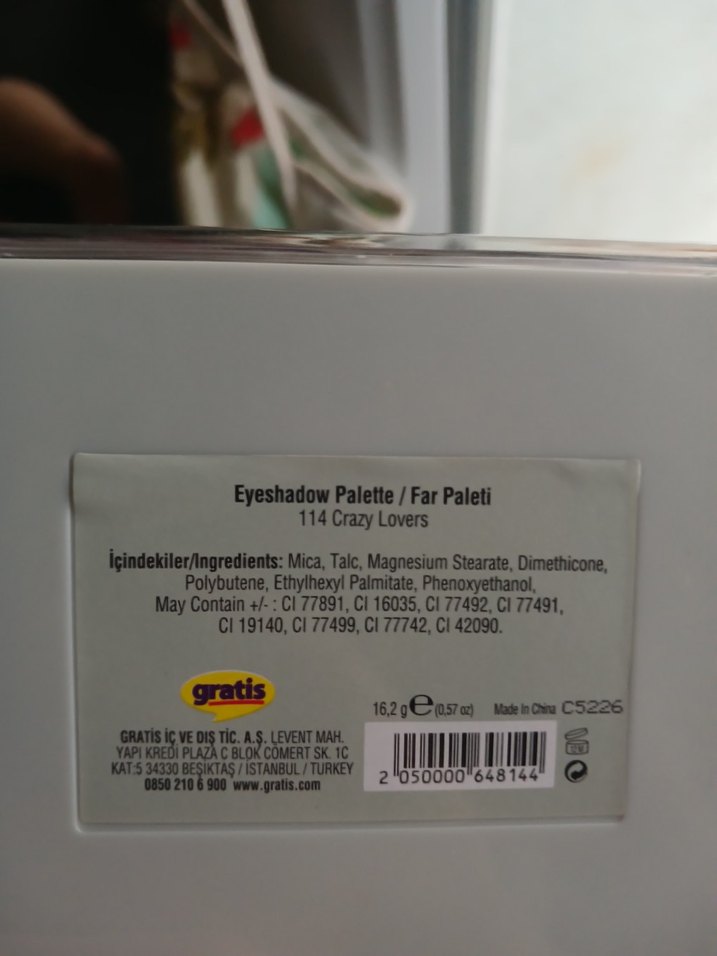 Eyeshadow Palette / Far Paleti
114 Crazy Lovers
İçindekiler/Ingredients: Mica, Talc, Magnesium Stearate, Dimethicone,
Polybutene, Ethylhexyl Palmitate, Phenoxyethanol,
May Contain +/- : CI 77891, CI 16035, CI 77492, CI 77491,
CI 19140, CI 77499, CI 77742, CI 42090.
gratis
16,2 g ℮ (0,57 oz) Made In China C5226
GRATİS İÇ VE DIŞ TİC. A.Ş. LEVENT MAH.
YAPI KREDİ PLAZA C BLOK CÖMERT SK. 1C
KAT:5 34330 BEŞİKTAŞ / İSTANBUL / TURKEY
0850 210 6 900 www.gratis.com
2 050000 648144
12M